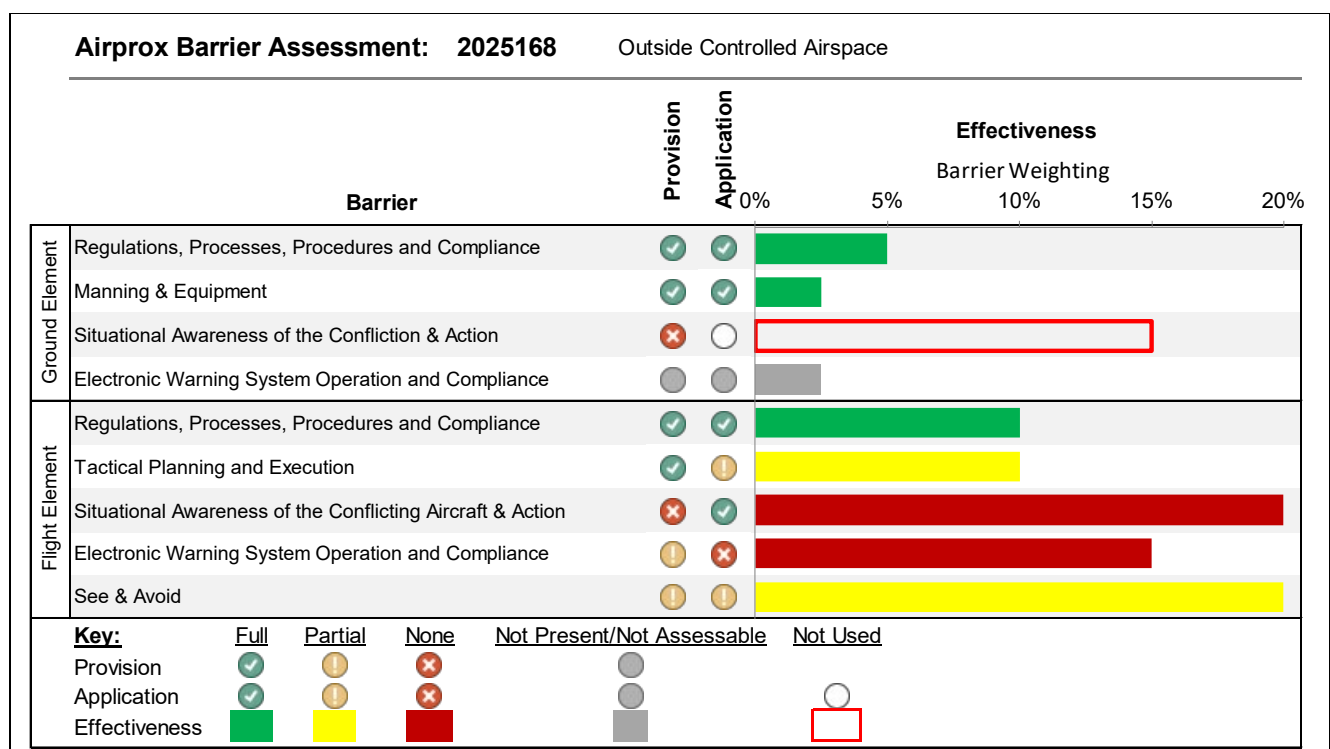 Airprox Barrier Assessment: 2025168 Outside Controlled Airspace
Provision
Application
Effectiveness
Barrier Weighting
Barrier
0% 5% 10% 15% 20%
Ground Element
Regulations, Processes, Procedures and Compliance
Manning & Equipment
Situational Awareness of the Confliction & Action
Electronic Warning System Operation and Compliance
Flight Element
Regulations, Processes, Procedures and Compliance
Tactical Planning and Execution
Situational Awareness of the Conflicting Aircraft & Action
Electronic Warning System Operation and Compliance
See & Avoid
Key: Full Partial None Not Present/Not Assessable Not Used
Provision
Application
Effectiveness